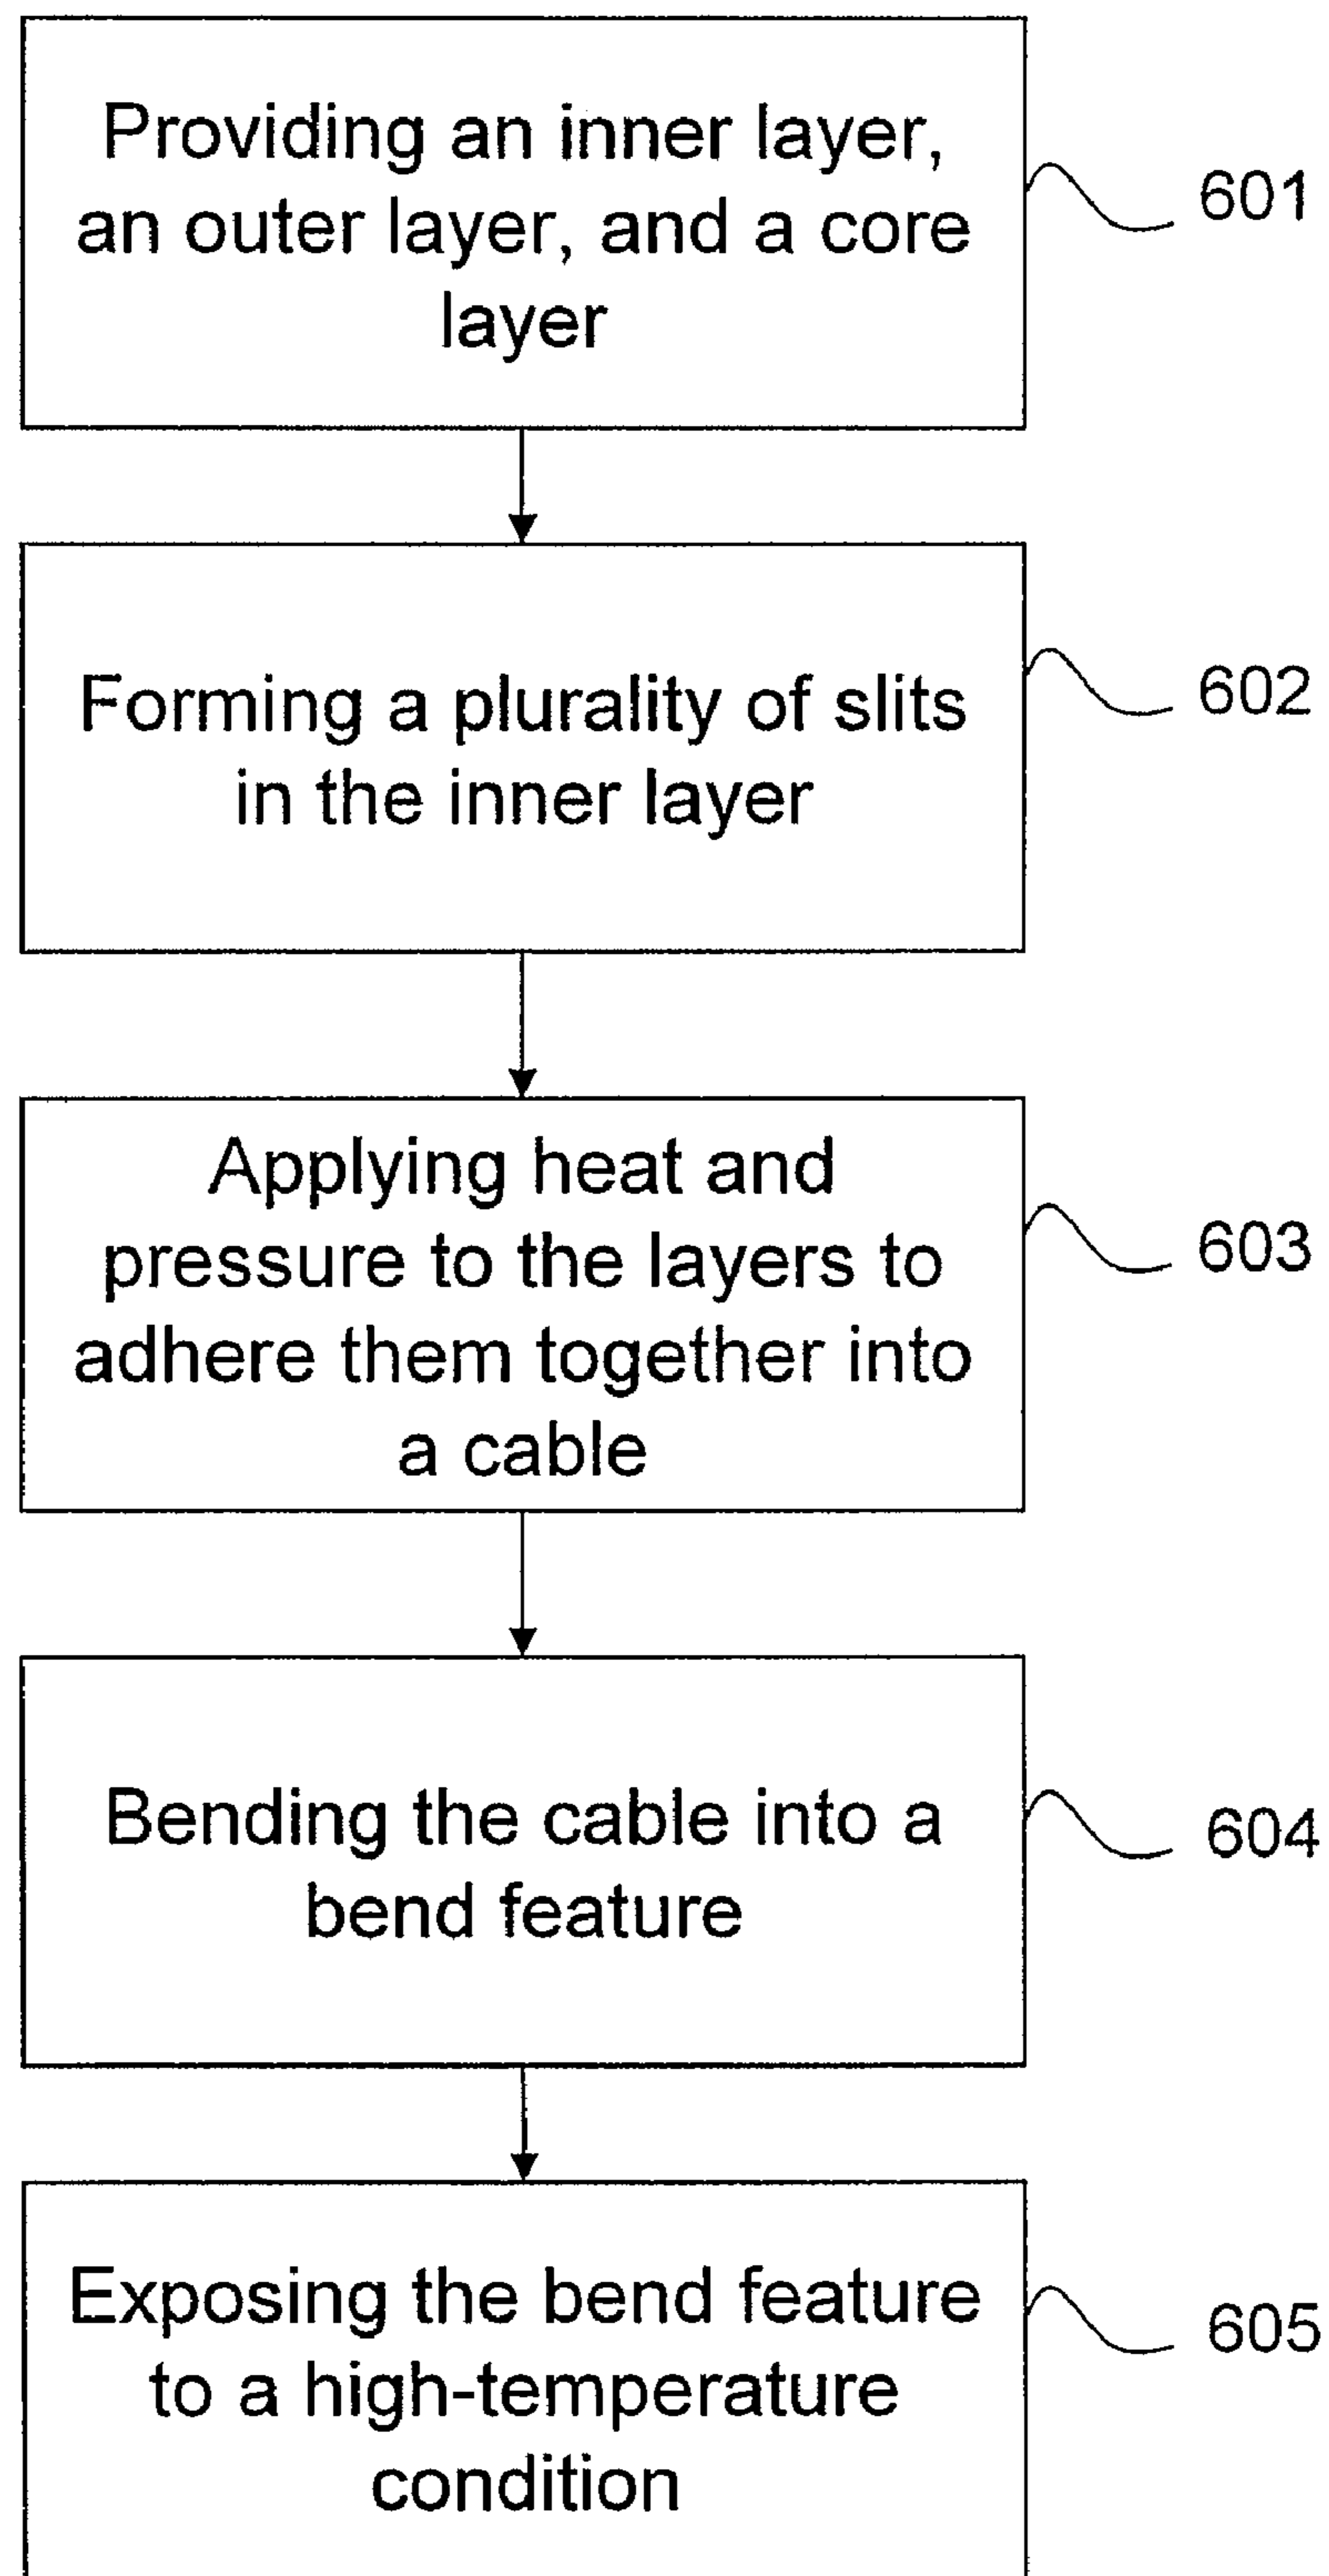 Providing an inner layer,
an outer layer, and a core
layer
601
Forming a plurality of slits
in the inner layer
602
Applying heat and
pressure to the layers to
adhere them together into
a cable
603
Bending the cable into a
bend feature
604
Exposing the bend feature
to a high-temperature
condition
605